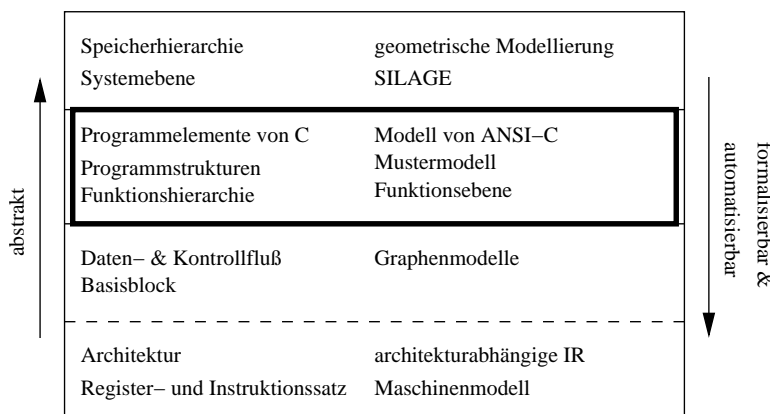 Speicherhierarchie geometrische Modellierung
Systemebene SILAGE
Programmelemente von C Modell von ANSI–C
Programmstrukturen Mustermodell
Funktionshierarchie Funktionsebene
Daten– & Kontrollfluß Graphenmodelle
Basisblock
Architektur architekturabhängige IR
Register– und Instruktionssatz Maschinenmodell
abstrakt
formalisierbar &
automatisierbar